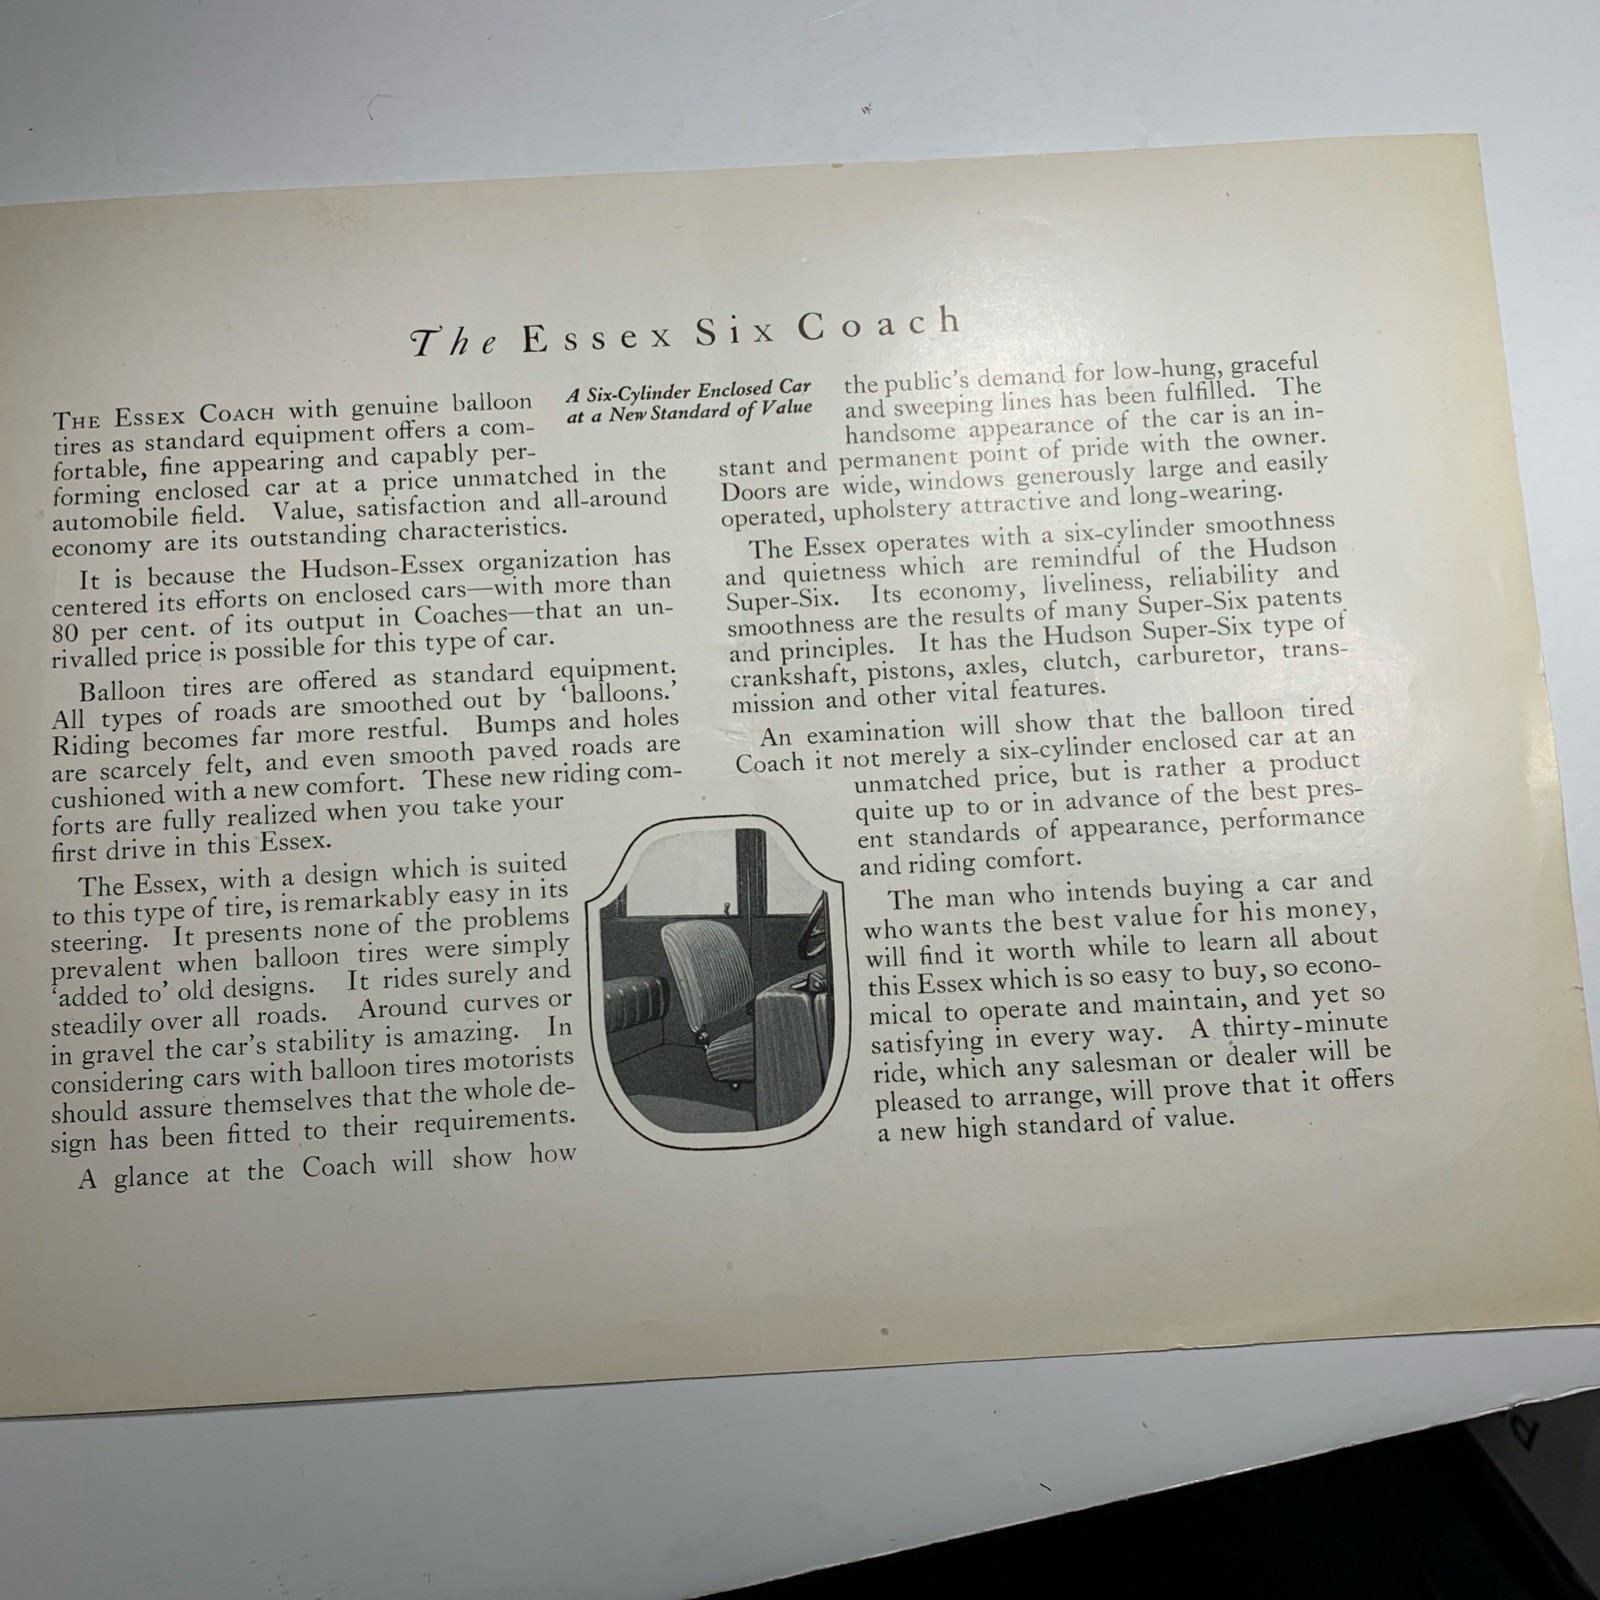 The Essex Six Coach
A Six-Cylinder Enclosed Car
at a New Standard of Value
THE ESSEX COACH with genuine balloon
tires as standard equipment offers a com-
fortable, fine appearing and capably per-
forming enclosed car at a price unmatched in the
automobile field. Value, satisfaction and all-around
economy are its outstanding characteristics.
It is because the Hudson-Essex organization has
centered its efforts on enclosed cars—with more than
80 per cent. of its output in Coaches—that an un-
rivalled price is possible for this type of car.
Balloon tires are offered as standard equipment.
All types of roads are smoothed out by 'balloons.'
Riding becomes far more restful. Bumps and holes
are scarcely felt, and even smooth paved roads are
cushioned with a new comfort. These new riding com-
forts are fully realized when you take your
first drive in this Essex.
The Essex, with a design which is suited
to this type of tire, is remarkably easy in its
steering. It presents none of the problems
prevalent when balloon tires were simply
'added to' old designs. It rides surely and
steadily over all roads. Around curves or
in gravel the car's stability is amazing. In
considering cars with balloon tires motorists
should assure themselves that the whole de-
sign has been fitted to their requirements.
A glance at the Coach will show how
the public's demand for low-hung, graceful
and sweeping lines has been fulfilled. The
handsome appearance of the car is an in-
stant and permanent point of pride with the owner.
Doors are wide, windows generously large and easily
operated, upholstery attractive and long-wearing.
The Essex operates with a six-cylinder smoothness
and quietness which are remindful of the Hudson
Super-Six. Its economy, liveliness, reliability and
smoothness are the results of many Super-Six patents
and principles. It has the Hudson Super-Six type of
crankshaft, pistons, axles, clutch, carburetor, trans-
mission and other vital features.
An examination will show that the balloon tired
Coach it not merely a six-cylinder enclosed car at an
unmatched price, but is rather a product
quite up to or in advance of the best pres-
ent standards of appearance, performance
and riding comfort.
The man who intends buying a car and
who wants the best value for his money,
will find it worth while to learn all about
this Essex which is so easy to buy, so econo-
mical to operate and maintain, and yet so
satisfying in every way. A thirty-minute
ride, which any salesman or dealer will be
pleased to arrange, will prove that it offers
a new high standard of value.